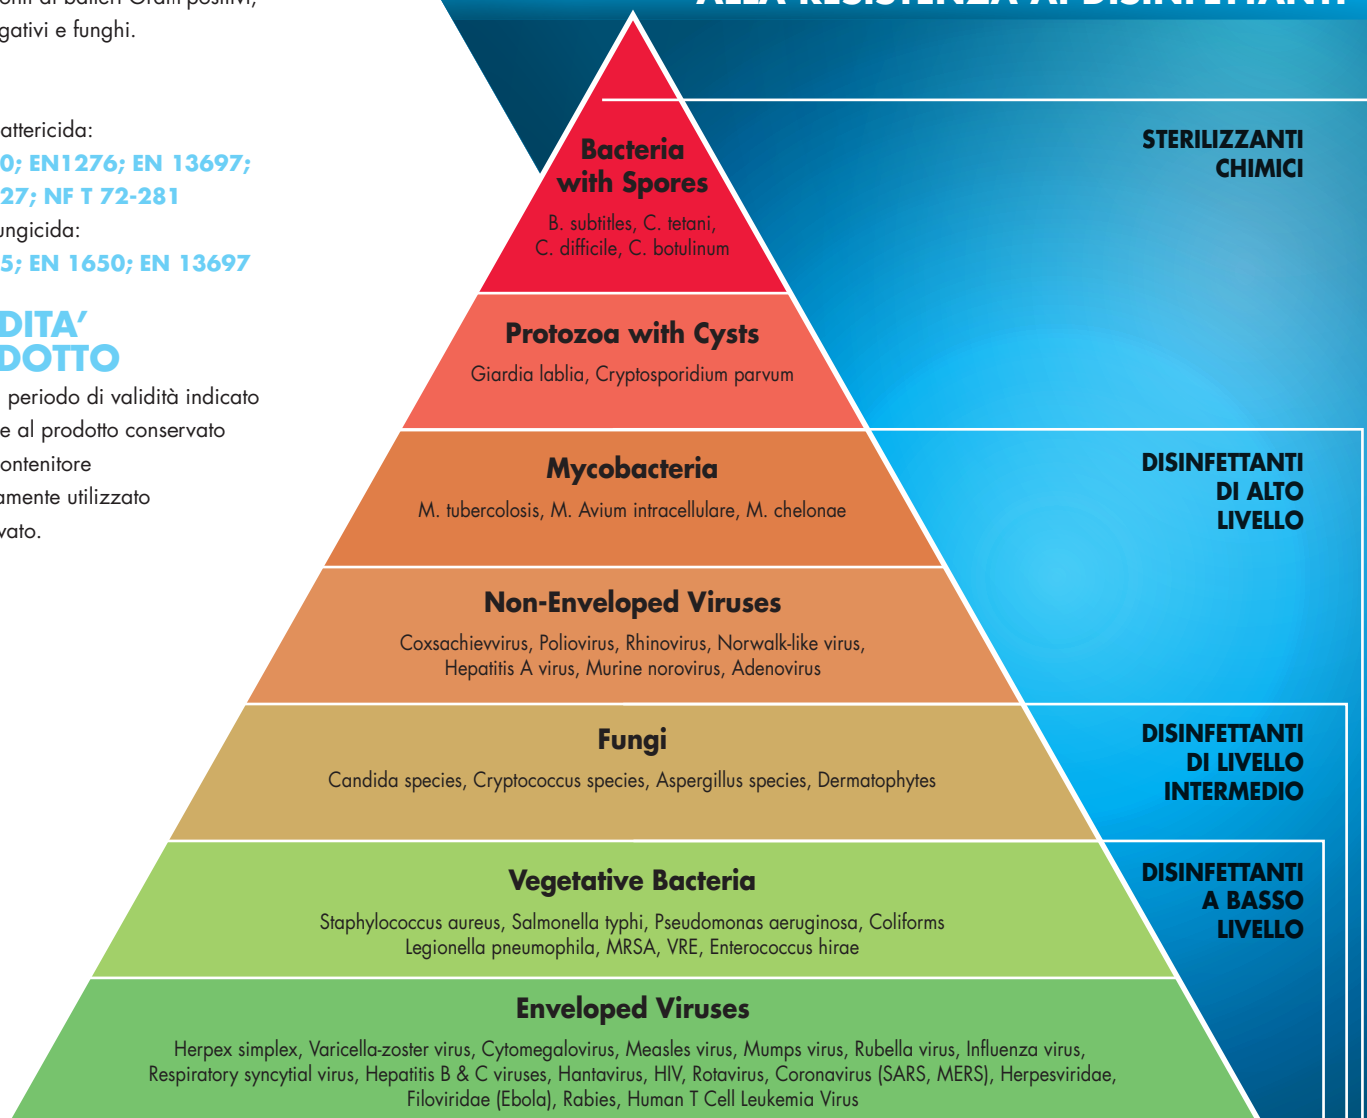 gativi e funghi.
attericida:
0; EN1276; EN 13697;
27; NF T 72-281
ungicida:
5; EN 1650; EN 13697
DITA’
DOTTO
periodo di validità indicato
e al prodotto conservato
ontenitore
amente utilizzato
vato.
ALLA RESISTENZA AI DISINFETTANTI
Bacteria
with Spores
B. subtitles, C. tetani,
C. difficile, C. botulinum
STERILIZZANTI
CHIMICI
Protozoa with Cysts
Giardia lablia, Cryptosporidium parvum
Mycobacteria
M. tubercolosis, M. Avium intracellulare, M. chelonae
DISINFETTANTI
DI ALTO
LIVELLO
Non-Enveloped Viruses
Coxsachievvirus, Poliovirus, Rhinovirus, Norwalk-like virus,
Hepatitis A virus, Murine norovirus, Adenovirus
Fungi
Candida species, Cryptococcus species, Aspergillus species, Dermatophytes
DISINFETTANTI
DI LIVELLO
INTERMEDIO
Vegetative Bacteria
Staphylococcus aureus, Salmonella typhi, Pseudomonas aeruginosa, Coliforms
Legionella pneumophila, MRSA, VRE, Enterococcus hirae
DISINFETTANTI
A BASSO
LIVELLO
Enveloped Viruses
Herpex simplex, Varicella-zoster virus, Cytomegalovirus, Measles virus, Mumps virus, Rubella virus, Influenza virus,
Respiratory syncytial virus, Hepatitis B & C viruses, Hantavirus, HIV, Rotavirus, Coronavirus (SARS, MERS), Herpesviridae,
Filoviridae (Ebola), Rabies, Human T Cell Leukemia Virus